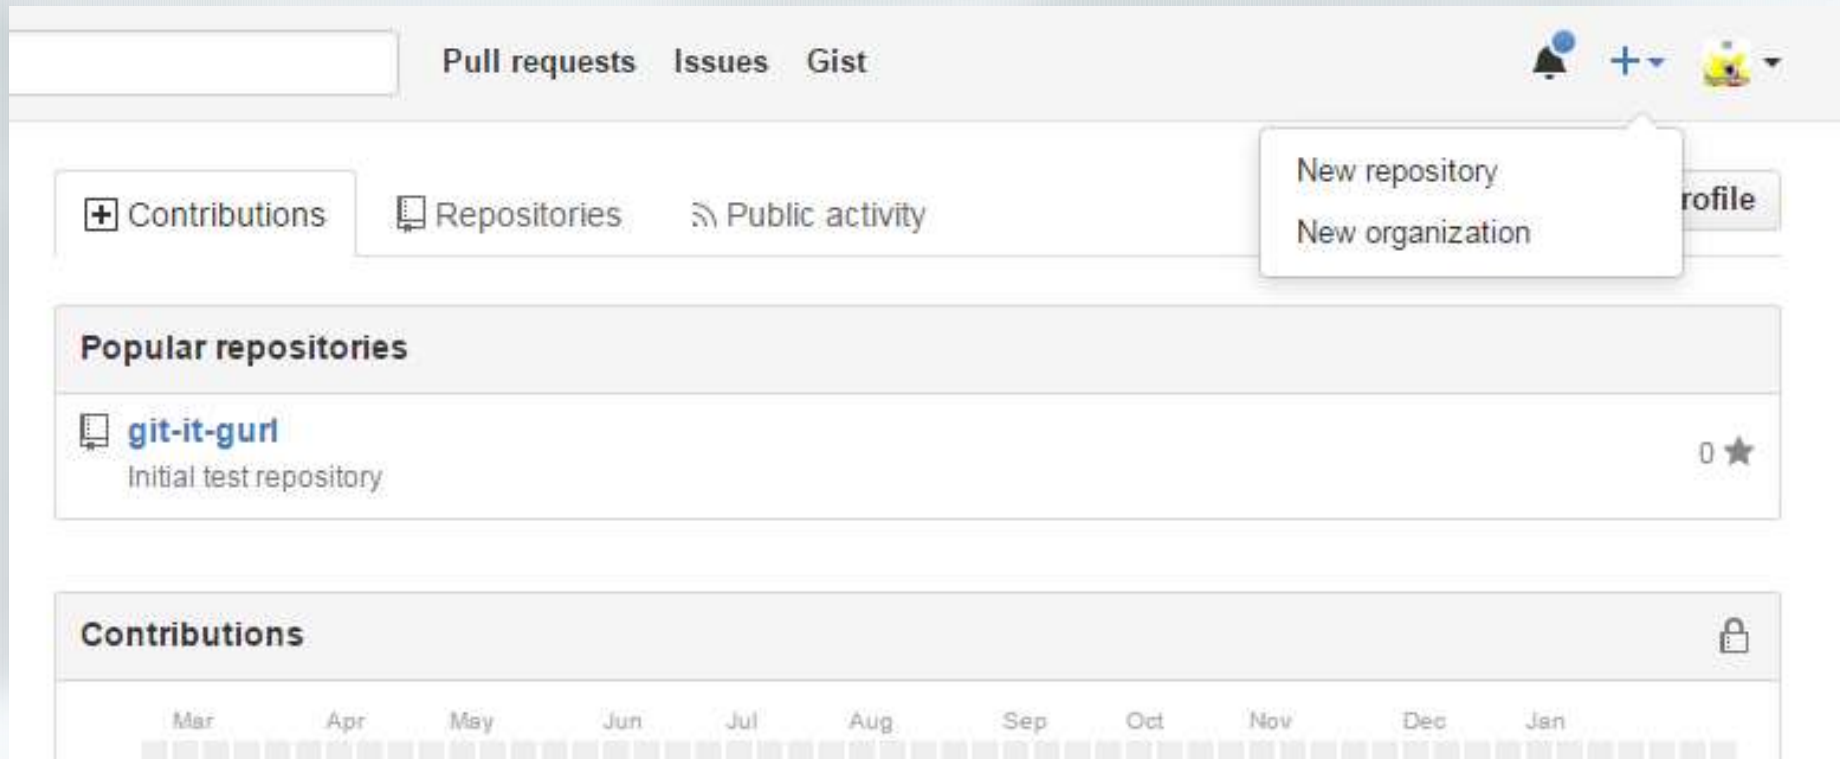 Pull requests Issues Gist
New repository
New organization
rofile
Contributions Repositories Public activity
Popular repositories
git-it-gurl
Initial test repository
0
Contributions
Mar Apr May Jun Jul Aug Sep Oct Nov Dec Jan